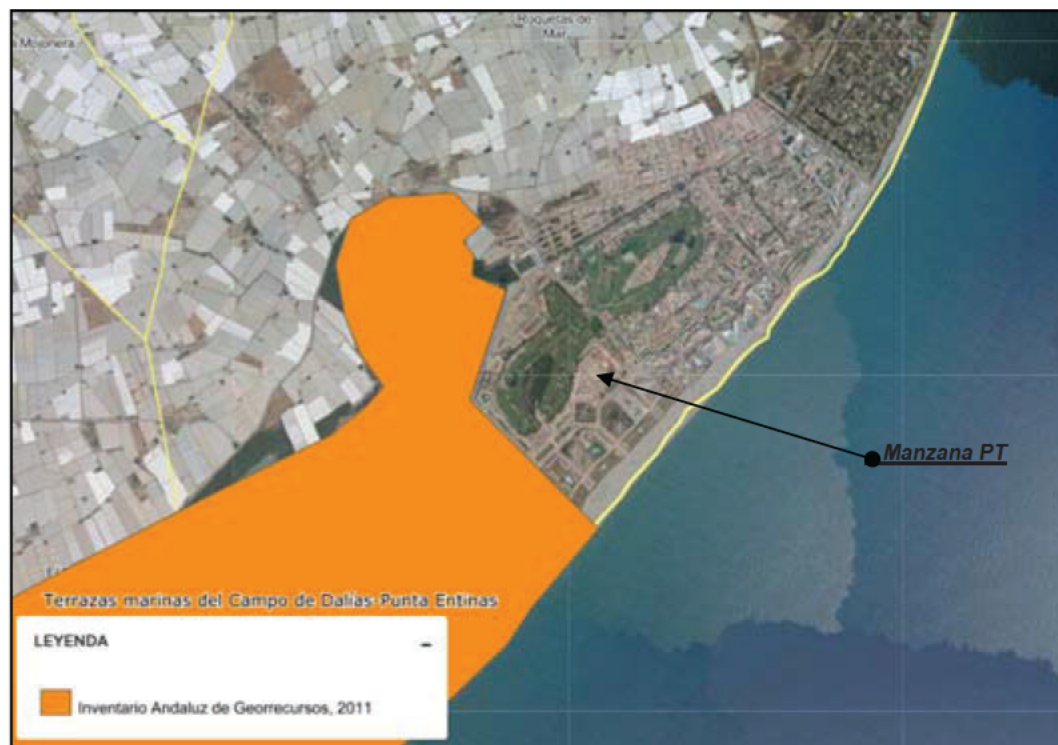 Roquetas de
Mar
a Mojonera
Manzana PT
Terrazas marinas del Campo de Dalías-Punta Entinas
LEYENDA
Inventario Andaluz de Georrecursos, 2011